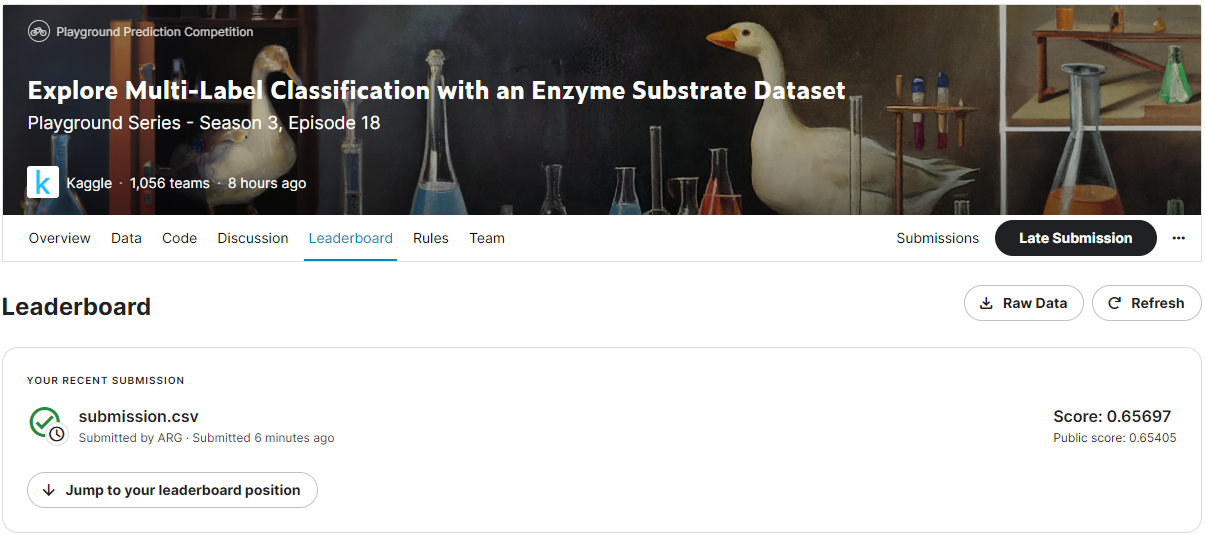 Playground Prediction Competition
Explore Multi-Label Classification with an Enzyme Substrate Dataset
Playground Series - Season 3, Episode 18
k Kaggle · 1,056 teams · 8 hours ago
Overview Data Code Discussion Leaderboard Rules Team Submissions Late Submission ...
Leaderboard Raw Data Refresh
YOUR RECENT SUBMISSION
submission.csv Score: 0.65697
Submitted by ARG · Submitted 6 minutes ago Public score: 0.65405
Jump to your leaderboard position